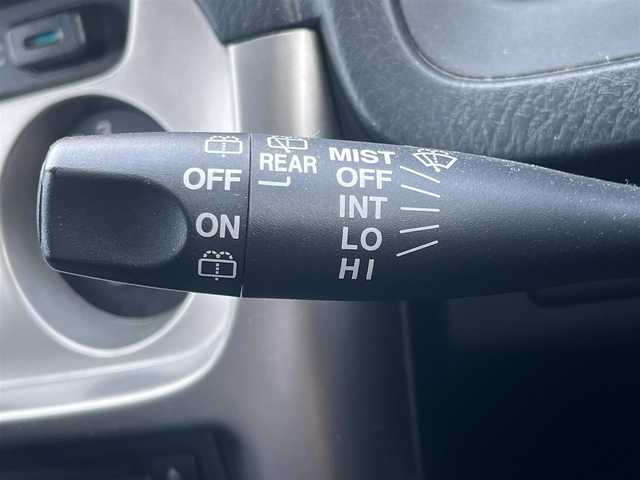 OFF
ON
REAR
MIST
OFF
INT
LO
HI